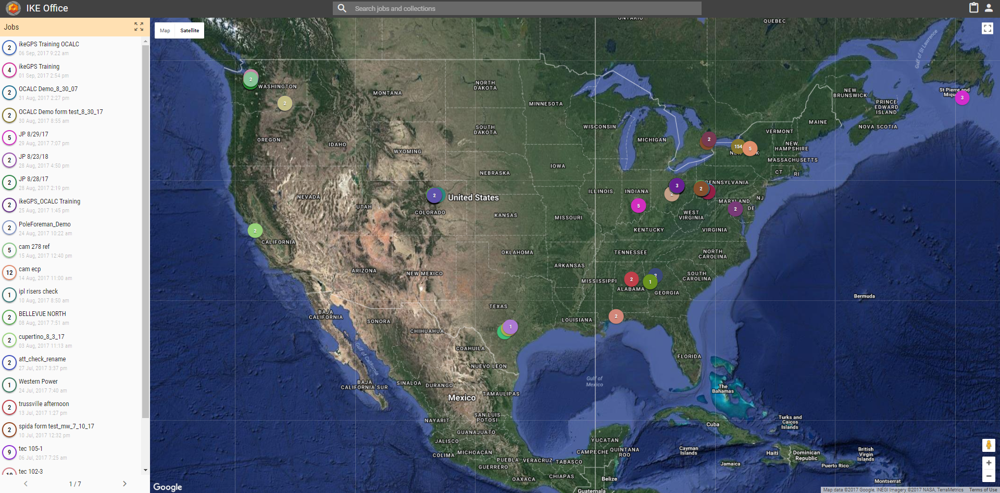 IKE Office
Search jobs and collections
Jobs
2 ikeGPS Training OCALC
06 Sep, 2017 9:22 am
4 ikeGPS Training
01 Sep, 2017 2:54 pm
2 OCALC Demo_8_30_07
31 Aug, 2017 2:27 pm
2 OCALC Demo form test_8_30_17
30 Aug, 2017 8:55 am
5 JP 8/29/17
29 Aug, 2017 7:07 pm
2 JP 8/23/18
28 Aug, 2017 4:50 pm
2 JP 8/28/17
28 Aug, 2017 2:19 pm
2 ikeGPS_OCALC Training
25 Aug, 2017 1:45 pm
2 PoleForeman_Demo
24 Aug, 2017 10:22 am
5 cam 278 ref
15 Aug, 2017 12:40 pm
12 cam ecp
14 Aug, 2017 11:00 am
1 ipl risers check
10 Aug, 2017 8:50 am
2 BELLEVUE NORTH
08 Aug, 2017 7:51 am
2 cupertino_8_3_17
03 Aug, 2017 11:13 am
2 att_check_rename
27 Jul, 2017 3:37 pm
1 Western Power
24 Jul, 2017 7:40 am
2 trussville afternoon
13 Jul, 2017 1:27 pm
2 spida form test_mw_7_10_17
10 Jul, 2017 12:32 pm
9 tec 105-1
06 Jul, 2017 7:25 am
tec 102-3
1 / 7
Map Satellite
ONTARIO
QUEBEC
Gulf of St Lawrence
2
WASHINGTON
2
MONTANA
NORTH
DAKOTA
MINNESOTA
NEW
BRUNSWICK
PRINCE
EDWARD
ISLAND
St Pierre and
3
OREGON
IDAHO
SOUTH
DAKOTA
WISCONSIN
MICHIGAN
MAINE
NOVA SCOTIA
VERMONT
NEW
HAMPSHIRE
MASSACHUSETTS
CT RI
WYOMING
2
154
5
NEBRASKA
IOWA
ILLINOIS
INDIANA
3
2
2
PENNSYLVANIA
MARYLAND
NJ
DE
2
5
NEVADA
UTAH
2
United States
COLORADO
KANSAS
MISSOURI
WEST
VIRGINIA
KENTUCKY
VIRGINIA
2
CALIFORNIA
OKLAHOMA
TENNESSEE
NORTH
CAROLINA
ARIZONA
NEW MEXICO
ARKANSAS
MISSISSIPPI
2
ALABAMA
2
1
GEORGIA
SOUTH
CAROLINA
Bermuda
BAJA
CALIFORNIA
SONORA
CHIHUAHUA
TEXAS
1
LOUISIANA
2
Gulf of California
COAHUILA
NUEVO LEON
FLORIDA
BAJA
CALIFORNIA SUR
SINALOA
DURANGO
TAMAULIPAS
Mexico
Gulf of
Mexico
The
Bahamas
NAYARIT
SAN LUIS
POTOSI
GUANAJUATO
JALISCO
COLIMA
MICHOACÁN
PUEBLA
VERACRUZ
TABASCO
GUERRERO
OAXACA
CHIAPAS
YUCATAN
CAMPECHE
QUINTANA
ROO
Belize
Guatemala
Cuba
Turks and
Caicos
Islands
Cayman
Islands
Jamaica
Haiti
Dominican
Republic
Puerto Rico
British
Virgin
Islands
Montserrat
Google
Map data ©2017 Google, INEGI Imagery ©2017 NASA, TerraMetrics Terms of Use